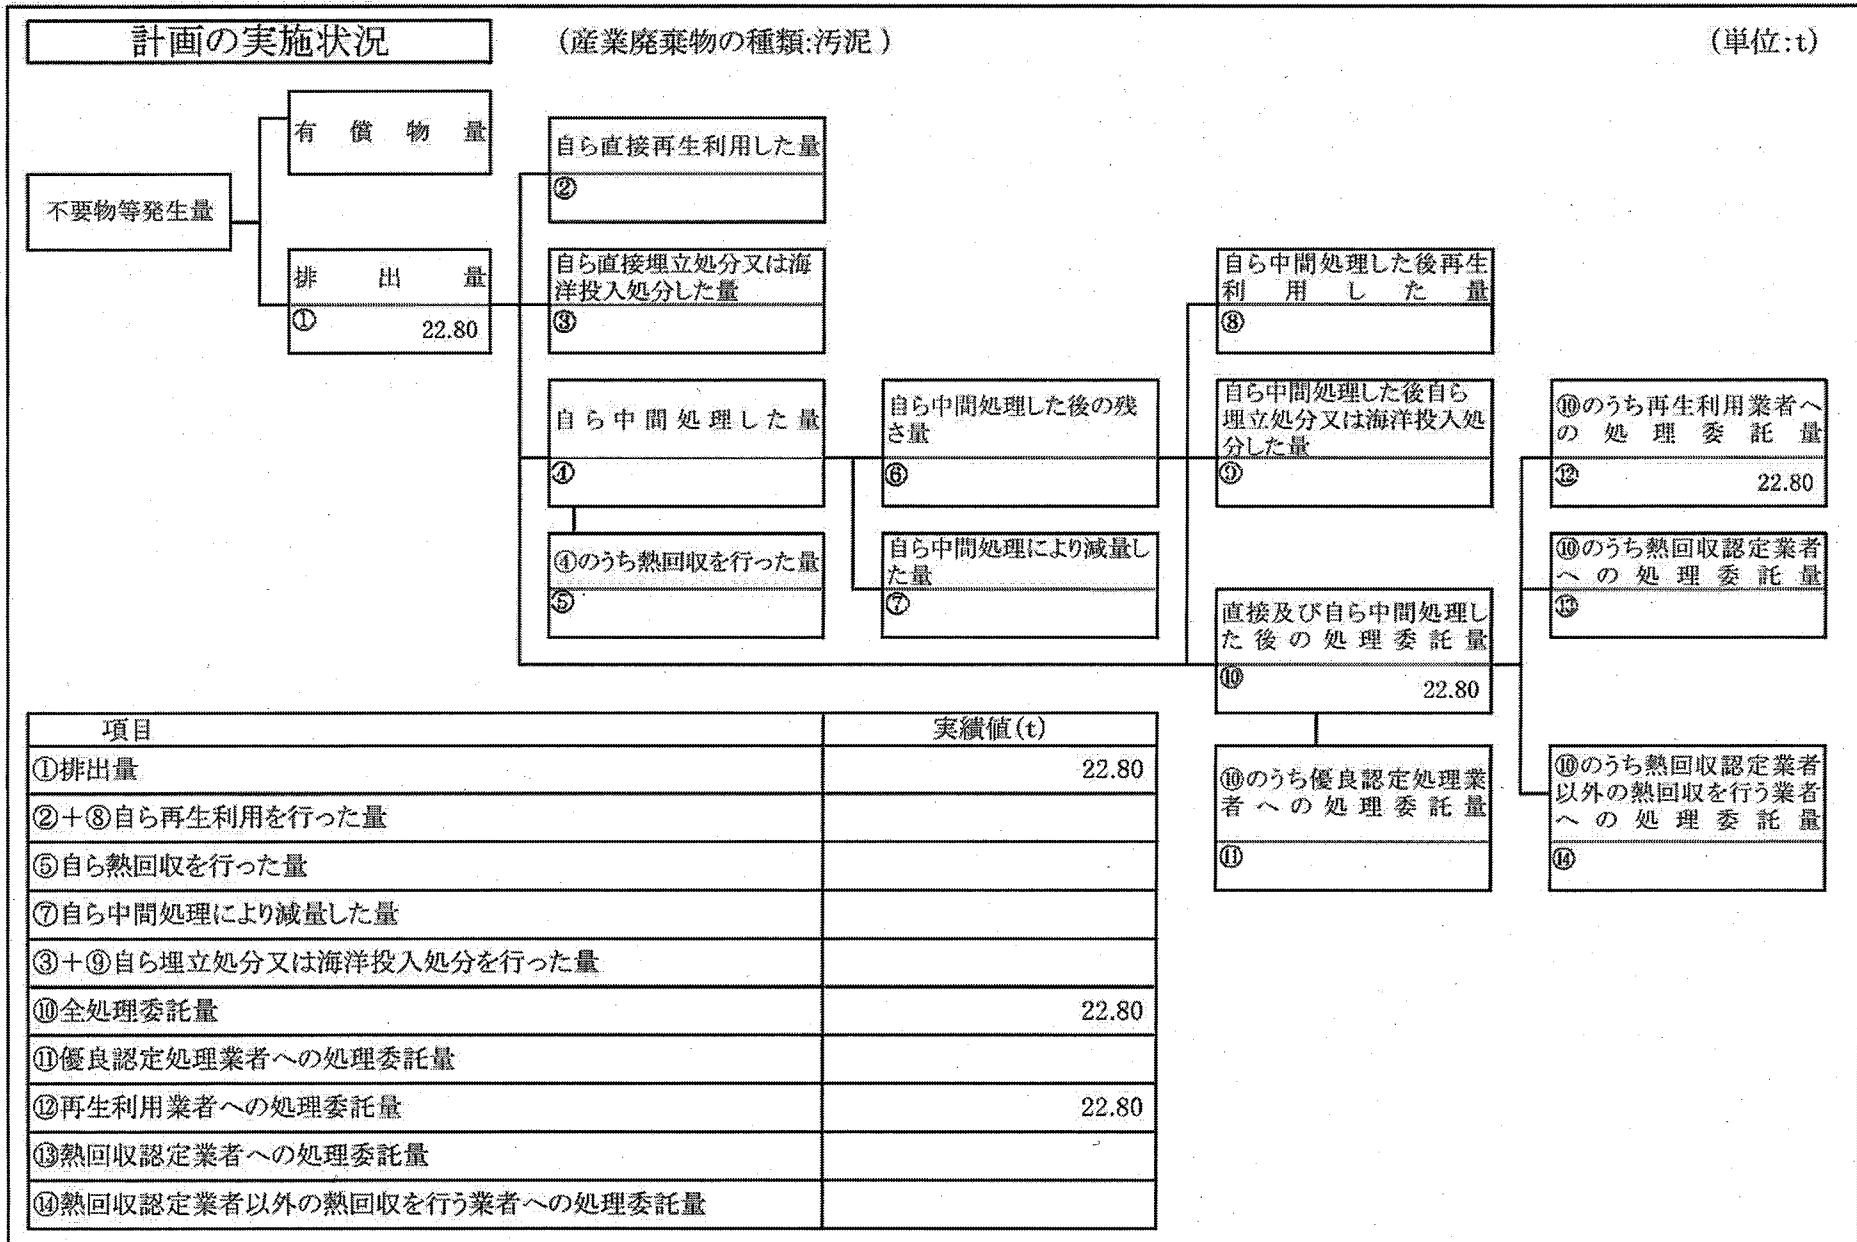 計画の実施状況
(産業廃棄物の種類:汚泥 )
(単位:t)
有償物量
不要物等発生量
排出量
①
22.80
自ら直接再生利用した量
②
自ら直接埋立処分又は海
洋投入処分した量
③
自ら中間処理した量
④
④のうち熱回収を行った量
⑤
自ら中間処理した後の残
さ量
⑥
自ら中間処理により減量し
た量
⑦
自ら中間処理した後再生
利用した量
⑧
自ら中間処理した後自ら
埋立処分又は海洋投入処
分した量
⑨
直接及び自ら中間処理し
た後の処理委託量
⑩
22.80
⑩のうち優良認定処理業
者への処理委託量
⑪
⑩のうち再生利用業者へ
の処理委託量
⑫
22.80
⑩のうち熱回収認定業者
への処理委託量
⑬
⑩のうち熱回収認定業者
以外の熱回収を行う業者
への処理委託量
⑭
項目 実績値(t)
①排出量 22.80
②+⑧自ら再生利用を行った量
⑤自ら熱回収を行った量
⑦自ら中間処理により減量した量
③+⑨自ら埋立処分又は海洋投入処分を行った量
⑩全処理委託量 22.80
⑪優良認定処理業者への処理委託量
⑫再生利用業者への処理委託量 22.80
⑬熱回収認定業者への処理委託量
⑭熱回収認定業者以外の熱回収を行う業者への処理委託量